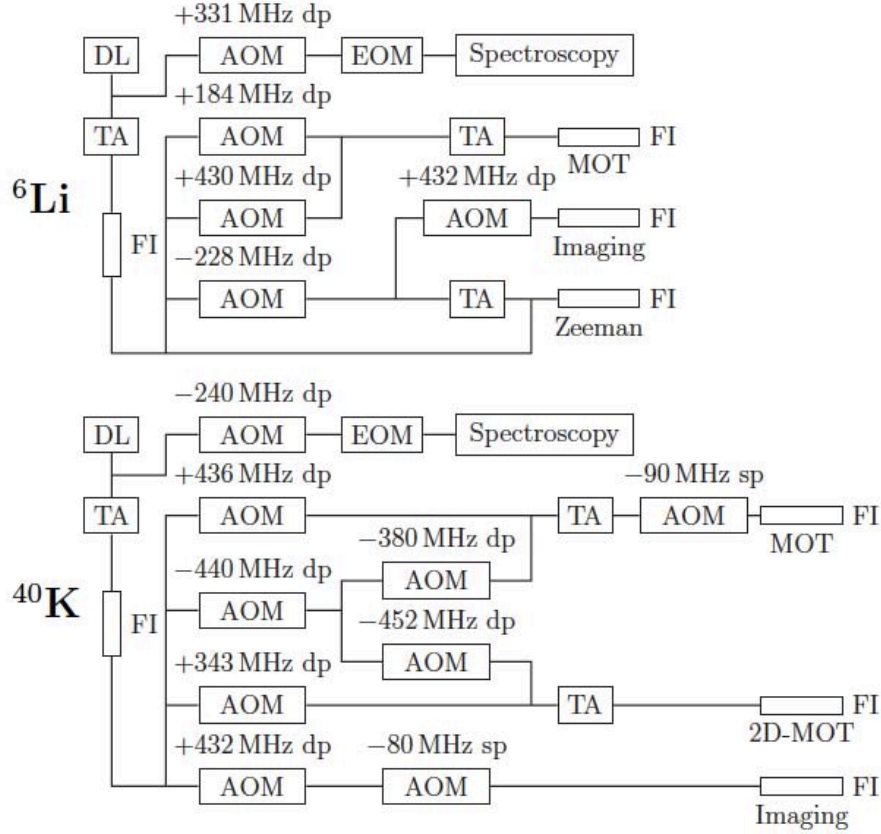 +331 MHz dp
DL AOM EOM Spectroscopy
+184 MHz dp
TA AOM TA FI
MOT
+430 MHz dp +432 MHz dp
⁶Li
AOM AOM FI
FI Imaging
−228 MHz dp
AOM TA FI
Zeeman
−240 MHz dp
DL AOM EOM Spectroscopy
+436 MHz dp −90 MHz sp
TA AOM TA AOM FI
MOT
−380 MHz dp
−440 MHz dp AOM
⁴⁰K
FI AOM
−452 MHz dp
+343 MHz dp AOM
AOM TA FI
2D-MOT
+432 MHz dp −80 MHz sp
AOM AOM FI
Imaging